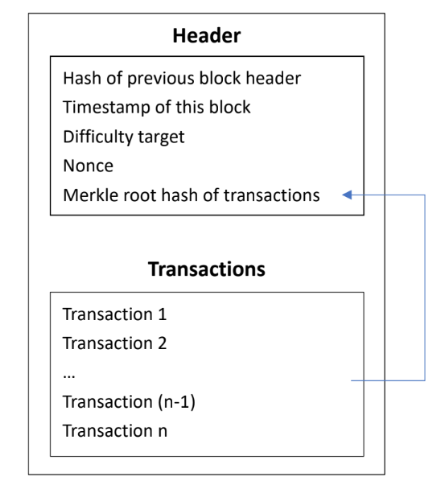 Header
Hash of previous block header
Timestamp of this block
Difficulty target
Nonce
Merkle root hash of transactions
Transactions
Transaction 1
Transaction 2
...
Transaction (n-1)
Transaction n